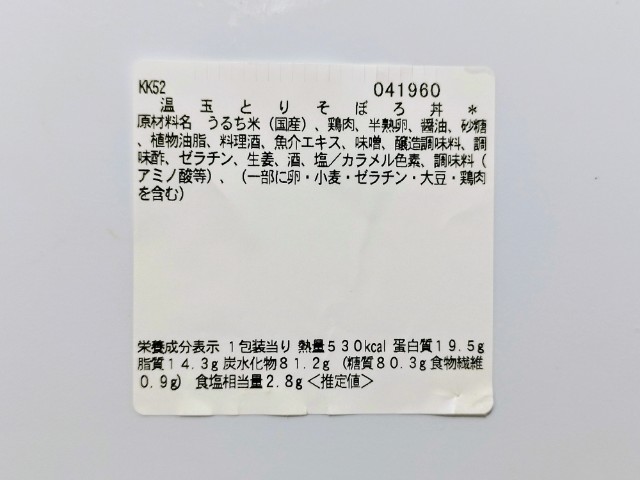 KK52 041960
温玉とりそぼろ丼*
原材料名 うるち米(国産)、鶏肉、半熟卵、醤油、砂糖
、植物油脂、料理酒、魚介エキス、味噌、醸造調味料、調
味酢、ゼラチン、生姜、酒、塩/カラメル色素、調味料(
アミノ酸等)、(一部に卵・小麦・ゼラチン・大豆・鶏肉
を含む)
栄養成分表示 1包装当り 熱量530kcal 蛋白質19.5g
脂質14.3g 炭水化物81.2g (糖質80.3g 食物繊維
0.9g) 食塩相当量2.8g<推定値>